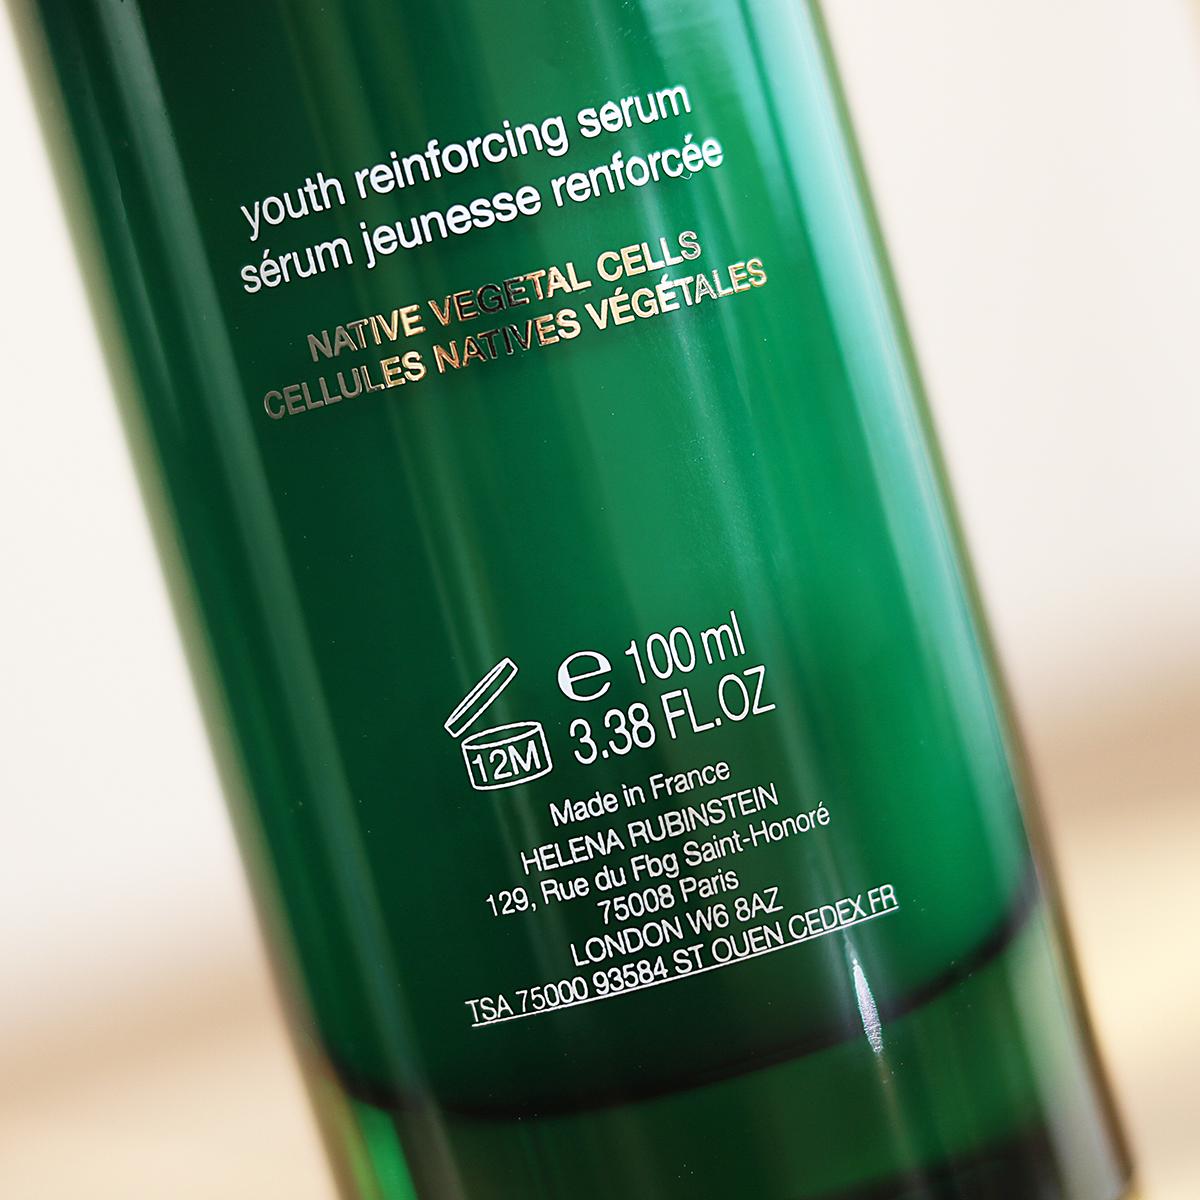 youth reinforcing serum
sérum jeunesse renforcée
NATIVE VEGETAL CELLS
CELLULES NATIVES VÉGÉTALES
℮ 100 ml
12M 3.38 FL.OZ
Made in France
HELENA RUBINSTEIN
129, Rue du Fbg Saint-Honoré
75008 Paris
LONDON W6 8AZ
TSA 75000 93584 ST OUEN CEDEX FR